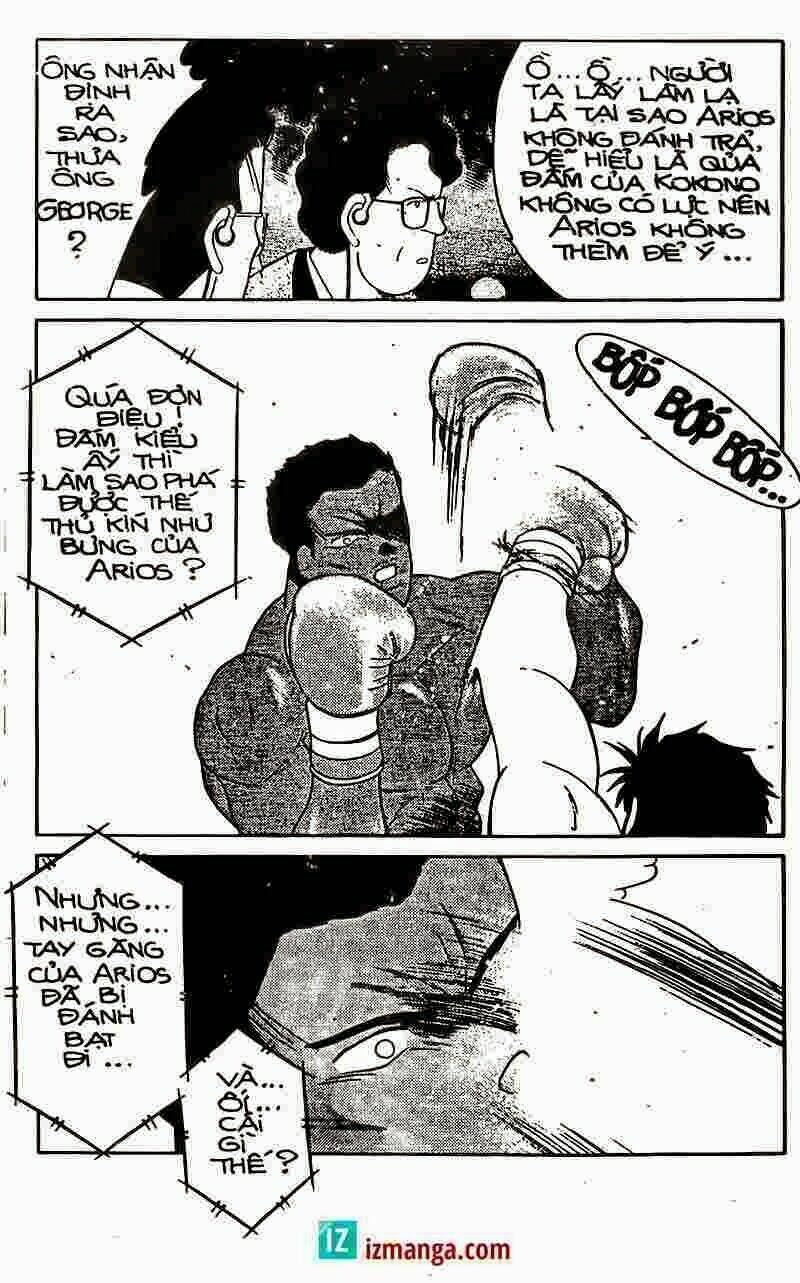 ÔNG NHẬN
ĐỊNH
RA
SAO,
THƯA
ÔNG
GEORGE
?
Ồ... Ồ... NGƯỜI
TA LẤY LÀM LẠ
LÀ TẠI SAO ARIOS
KHÔNG ĐÁNH TRẢ,
DỄ HIỂU LÀ QỦA
ĐẤM CỦA KOKONO
KHÔNG CÓ LỰC NÊN
ARIOS KHÔNG
THÈM ĐỂ Ý ...
BỐP BỐP BỐP...
QUÁ ĐƠN
ĐIỆU !
ĐẤM KIỂU
ẤY THÌ
LÀM SAO PHÁ
ĐƯỢC THẾ
THỦ KÍN NHƯ
BƯNG CỦA
ARIOS ?
NHƯNG...
NHƯNG...
TAY GĂNG
CỦA ARIOS
ĐÃ BỊ
ĐÁNH
BẠT
ĐI ...
VÀ...
ỐI...
CÁI
GÌ
THẾ ?
IZ izmanga.com